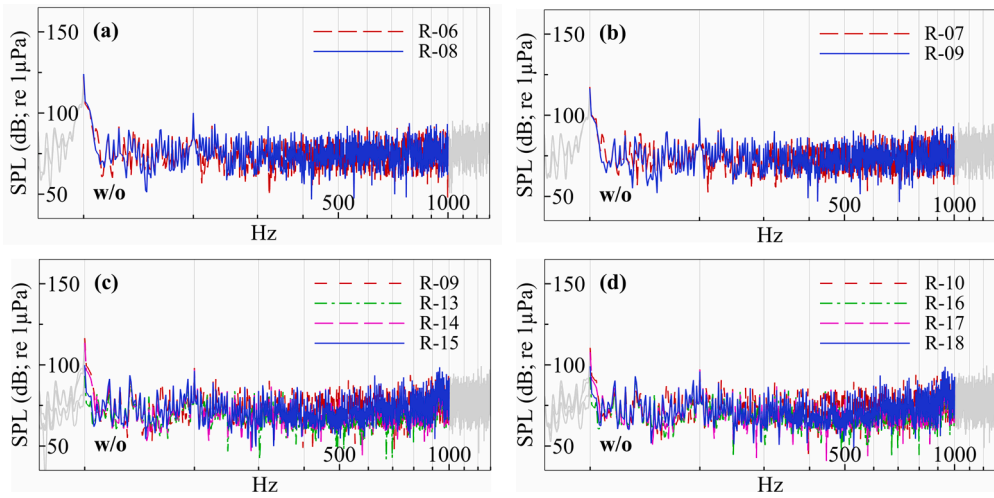 (a)
R-06
R-08
150
100
50
SPL (dB; re 1μPa)
w/o
500
1000
Hz
(b)
R-07
R-09
150
100
50
SPL (dB; re 1μPa)
w/o
500
1000
Hz
(c)
R-09
R-13
R-14
R-15
150
100
50
SPL (dB; re 1μPa)
w/o
500
1000
Hz
(d)
R-10
R-16
R-17
R-18
150
100
50
SPL (dB; re 1μPa)
w/o
500
1000
Hz